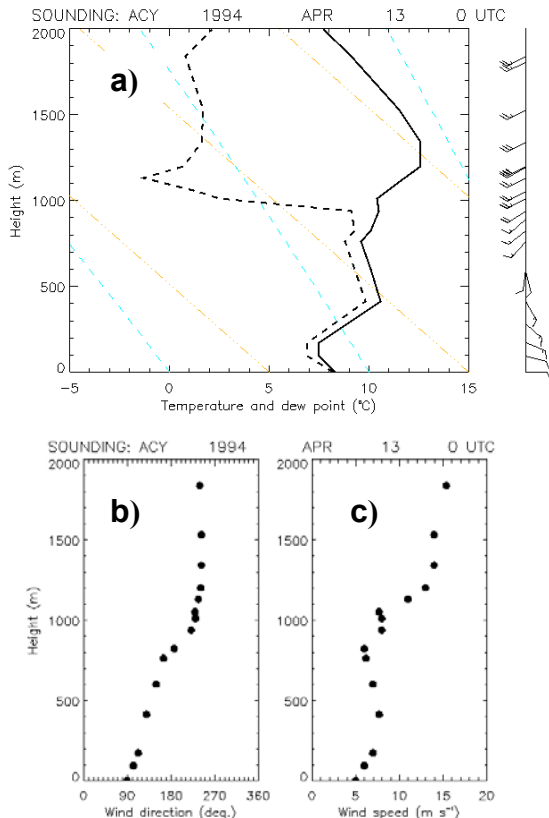 SOUNDING: ACY 1994 APR 13 0 UTC
2000
a)
1500
1000
500
0
Height (m)
-5 0 5 10 15
Temperature and dew point (°C)
SOUNDING: ACY 1994 APR 13 0 UTC
2000
b)
1500
1000
500
0
Height (m)
0 90 180 270 360
Wind direction (deg.)
c)
0 5 10 15 20
Wind speed (m s⁻¹)